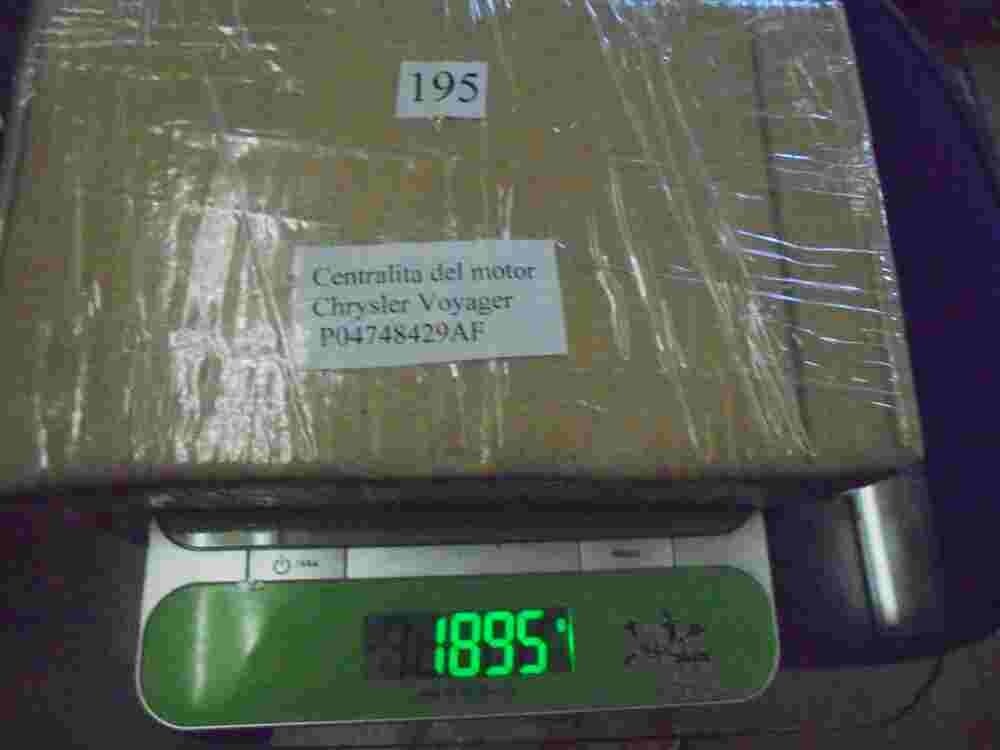 195
Centralita del motor
Chrysler Voyager
P04748429AF
1895